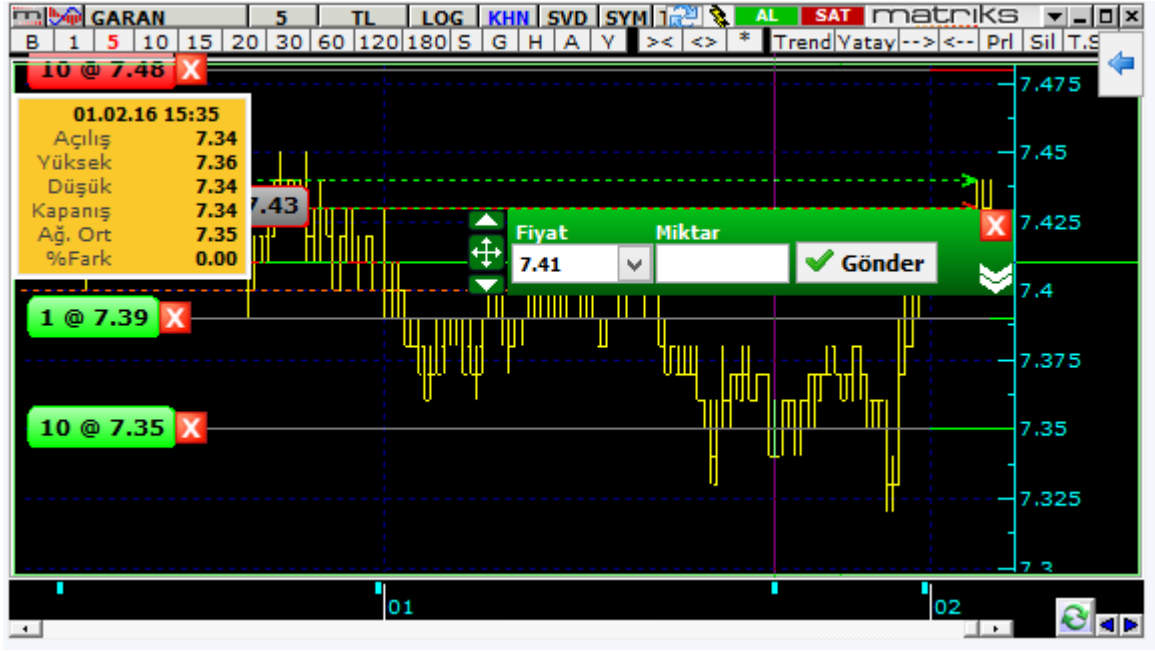 GARAN 5 TL LOG KHN SVD SYM AL SAT matriks
B 1 5 10 15 20 30 60 120 180 S G H A Y >< <> * Trend Yatay --> <-- Prl Sil T.S
10 @ 7.48 X
7.475
01.02.16 15:35
Açılış 7.34
Yüksek 7.36
Düşük 7.34
Kapanış 7.34
Ağ. Ort 7.35
%Fark 0.00
7.45
7.43
7.425
Fiyat Miktar X
7.41 Gönder
7.4
1 @ 7.39 X
7.375
10 @ 7.35 X
7.35
7.325
7.3
01 02